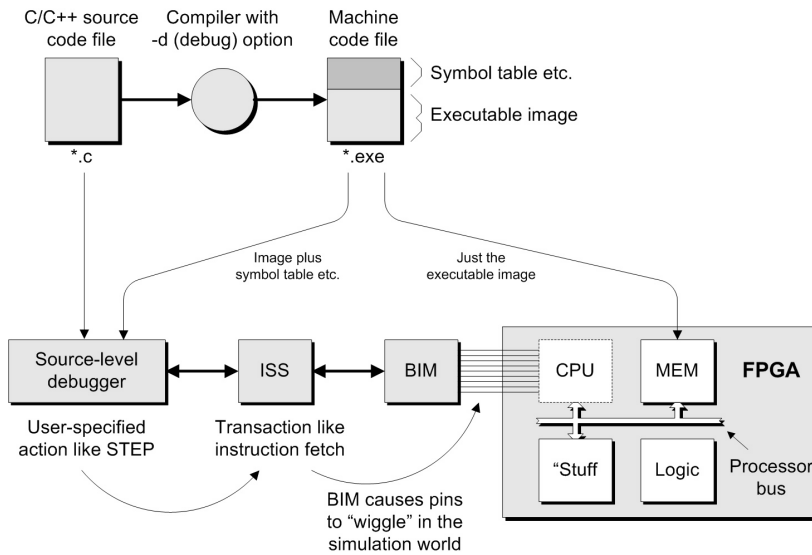 C/C++ source
code file
Compiler with
-d (debug) option
Machine
code file
Symbol table etc.
Executable image
*.c
*.exe
Image plus
symbol table etc.
Just the
executable image
Source-level
debugger
ISS
BIM
CPU
MEM
FPGA
User-specified
action like STEP
Transaction like
instruction fetch
“Stuff
Logic
Processor
bus
BIM causes pins
to “wiggle” in the
simulation world